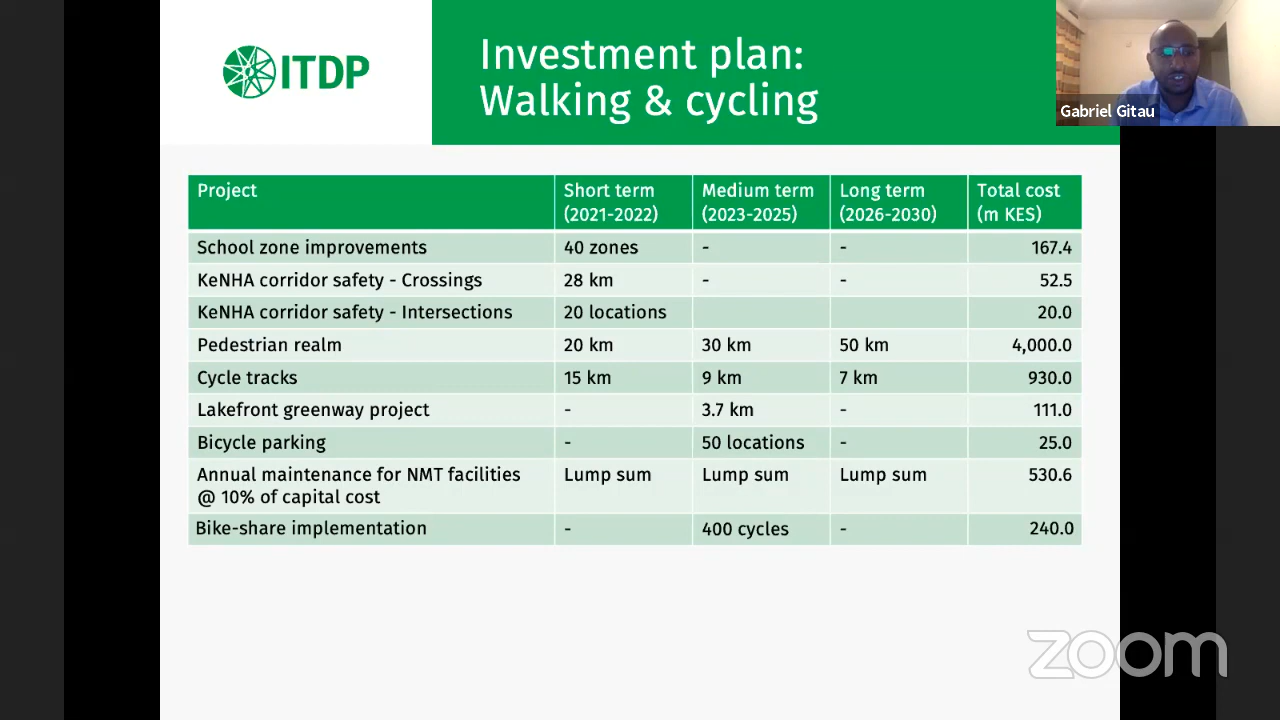 ITDP
Investment plan:
Walking & cycling
Gabriel Gitau
Project Short term (2021-2022) Medium term (2023-2025) Long term (2026-2030) Total cost (m KES)
School zone improvements 40 zones - - 167.4
KeNHA corridor safety - Crossings 28 km - - 52.5
KeNHA corridor safety - Intersections 20 locations 20.0
Pedestrian realm 20 km 30 km 50 km 4,000.0
Cycle tracks 15 km 9 km 7 km 930.0
Lakefront greenway project - 3.7 km - 111.0
Bicycle parking - 50 locations - 25.0
Annual maintenance for NMT facilities Lump sum Lump sum Lump sum 530.6
@ 10% of capital cost
Bike-share implementation - 400 cycles - 240.0
zoom